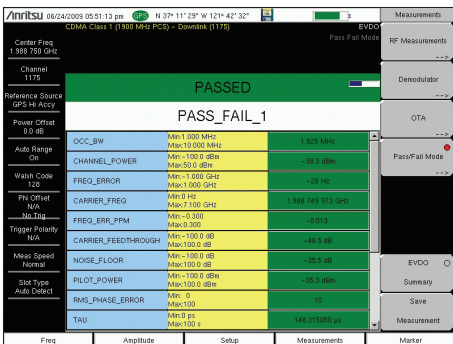 Anritsu 06/24/2009 05:51:13 pm GPS N 37° 11' 29" W 121° 42' 32"
Measurements
CDMA Class 1 (1900 MHz PCS) - Downlink (1175)
EVDO
Pass Fail Mode
Center Freq
1.988 750 GHz
Channel
1175
Reference Source
GPS Hi Accy
Power Offset
0.0 dB
Auto Range
On
Walsh Code
128
PN Offset
N/A
No Trig
Trigger Polarity
N/A
Meas Speed
Normal
Slot Type
Auto Detect
PASSED
PASS_FAIL_1
OCC_BW
Min:1.000 MHz
Max:10.000 MHz
1.628 MHz
CHANNEL_POWER
Min:-100.0 dBm
Max:50.0 dBm
-38.3 dBm
FREQ_ERROR
Min:-1.000 GHz
Max:1.000 GHz
-26 Hz
CARRIER_FREQ
Min:0 Hz
Max:7.100 GHz
1.988 749 973 GHz
FREQ_ERR_PPM
Min:-0.300
Max:0.300
-0.013
CARRIER_FEEDTHROUGH
Min:-100.0 dB
Max:100.0 dB
-46.5 dB
NOISE_FLOOR
Min:-100.0 dB
Max:100.0 dB
-35.5 dB
PILOT_POWER
Min:-100.0 dBm
Max:100.0 dBm
-35.3 dBm
RMS_PHASE_ERROR
Min: 0
Max:100
10
TAU
Min:0 ps
Max:100 s
148.315050 µs
RF Measurements
-->
Demodulator
-->
OTA
-->
Pass/Fail Mode
-->
EVDO
Summary
Save
Measurement
Freq
Amplitude
Setup
Measurements
Marker